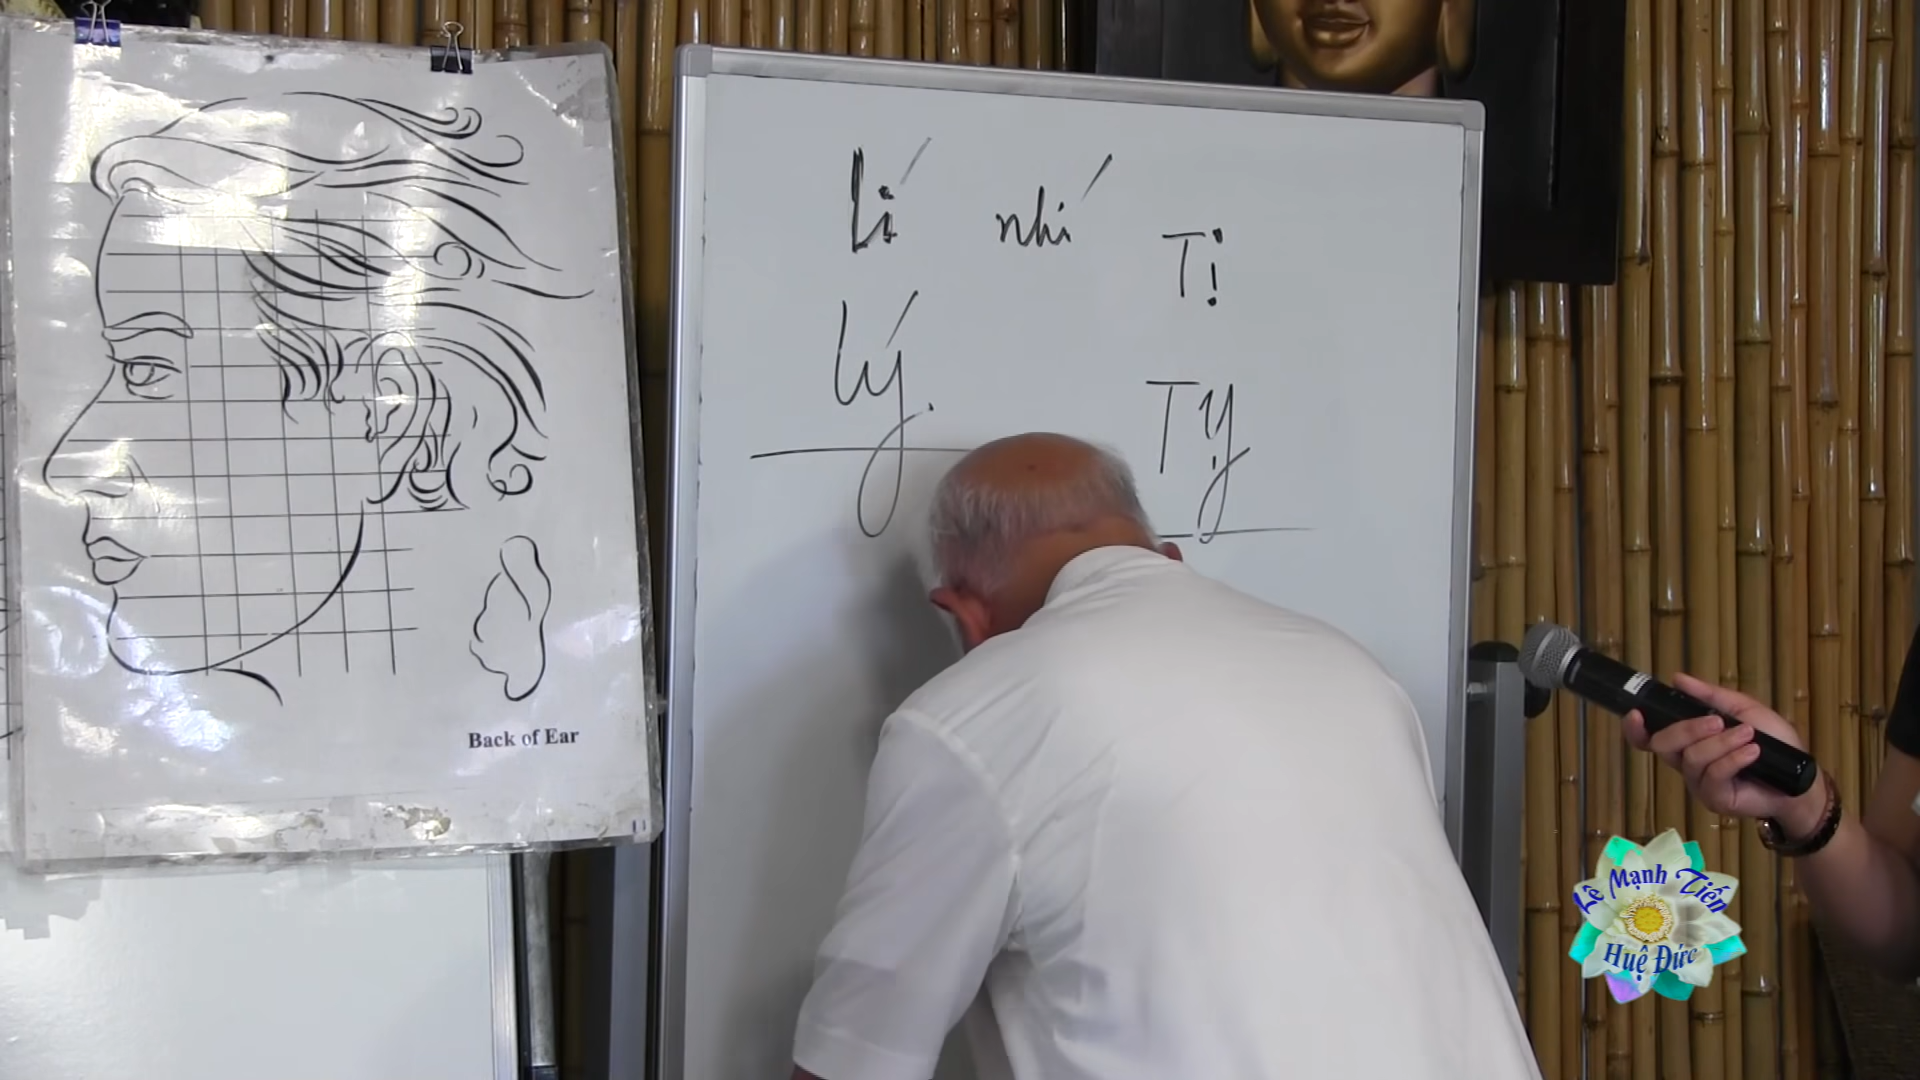 lí nhí Tị
lý. Tỵ
Back of Ear
Lê Mạnh Tiến
Huệ Đức